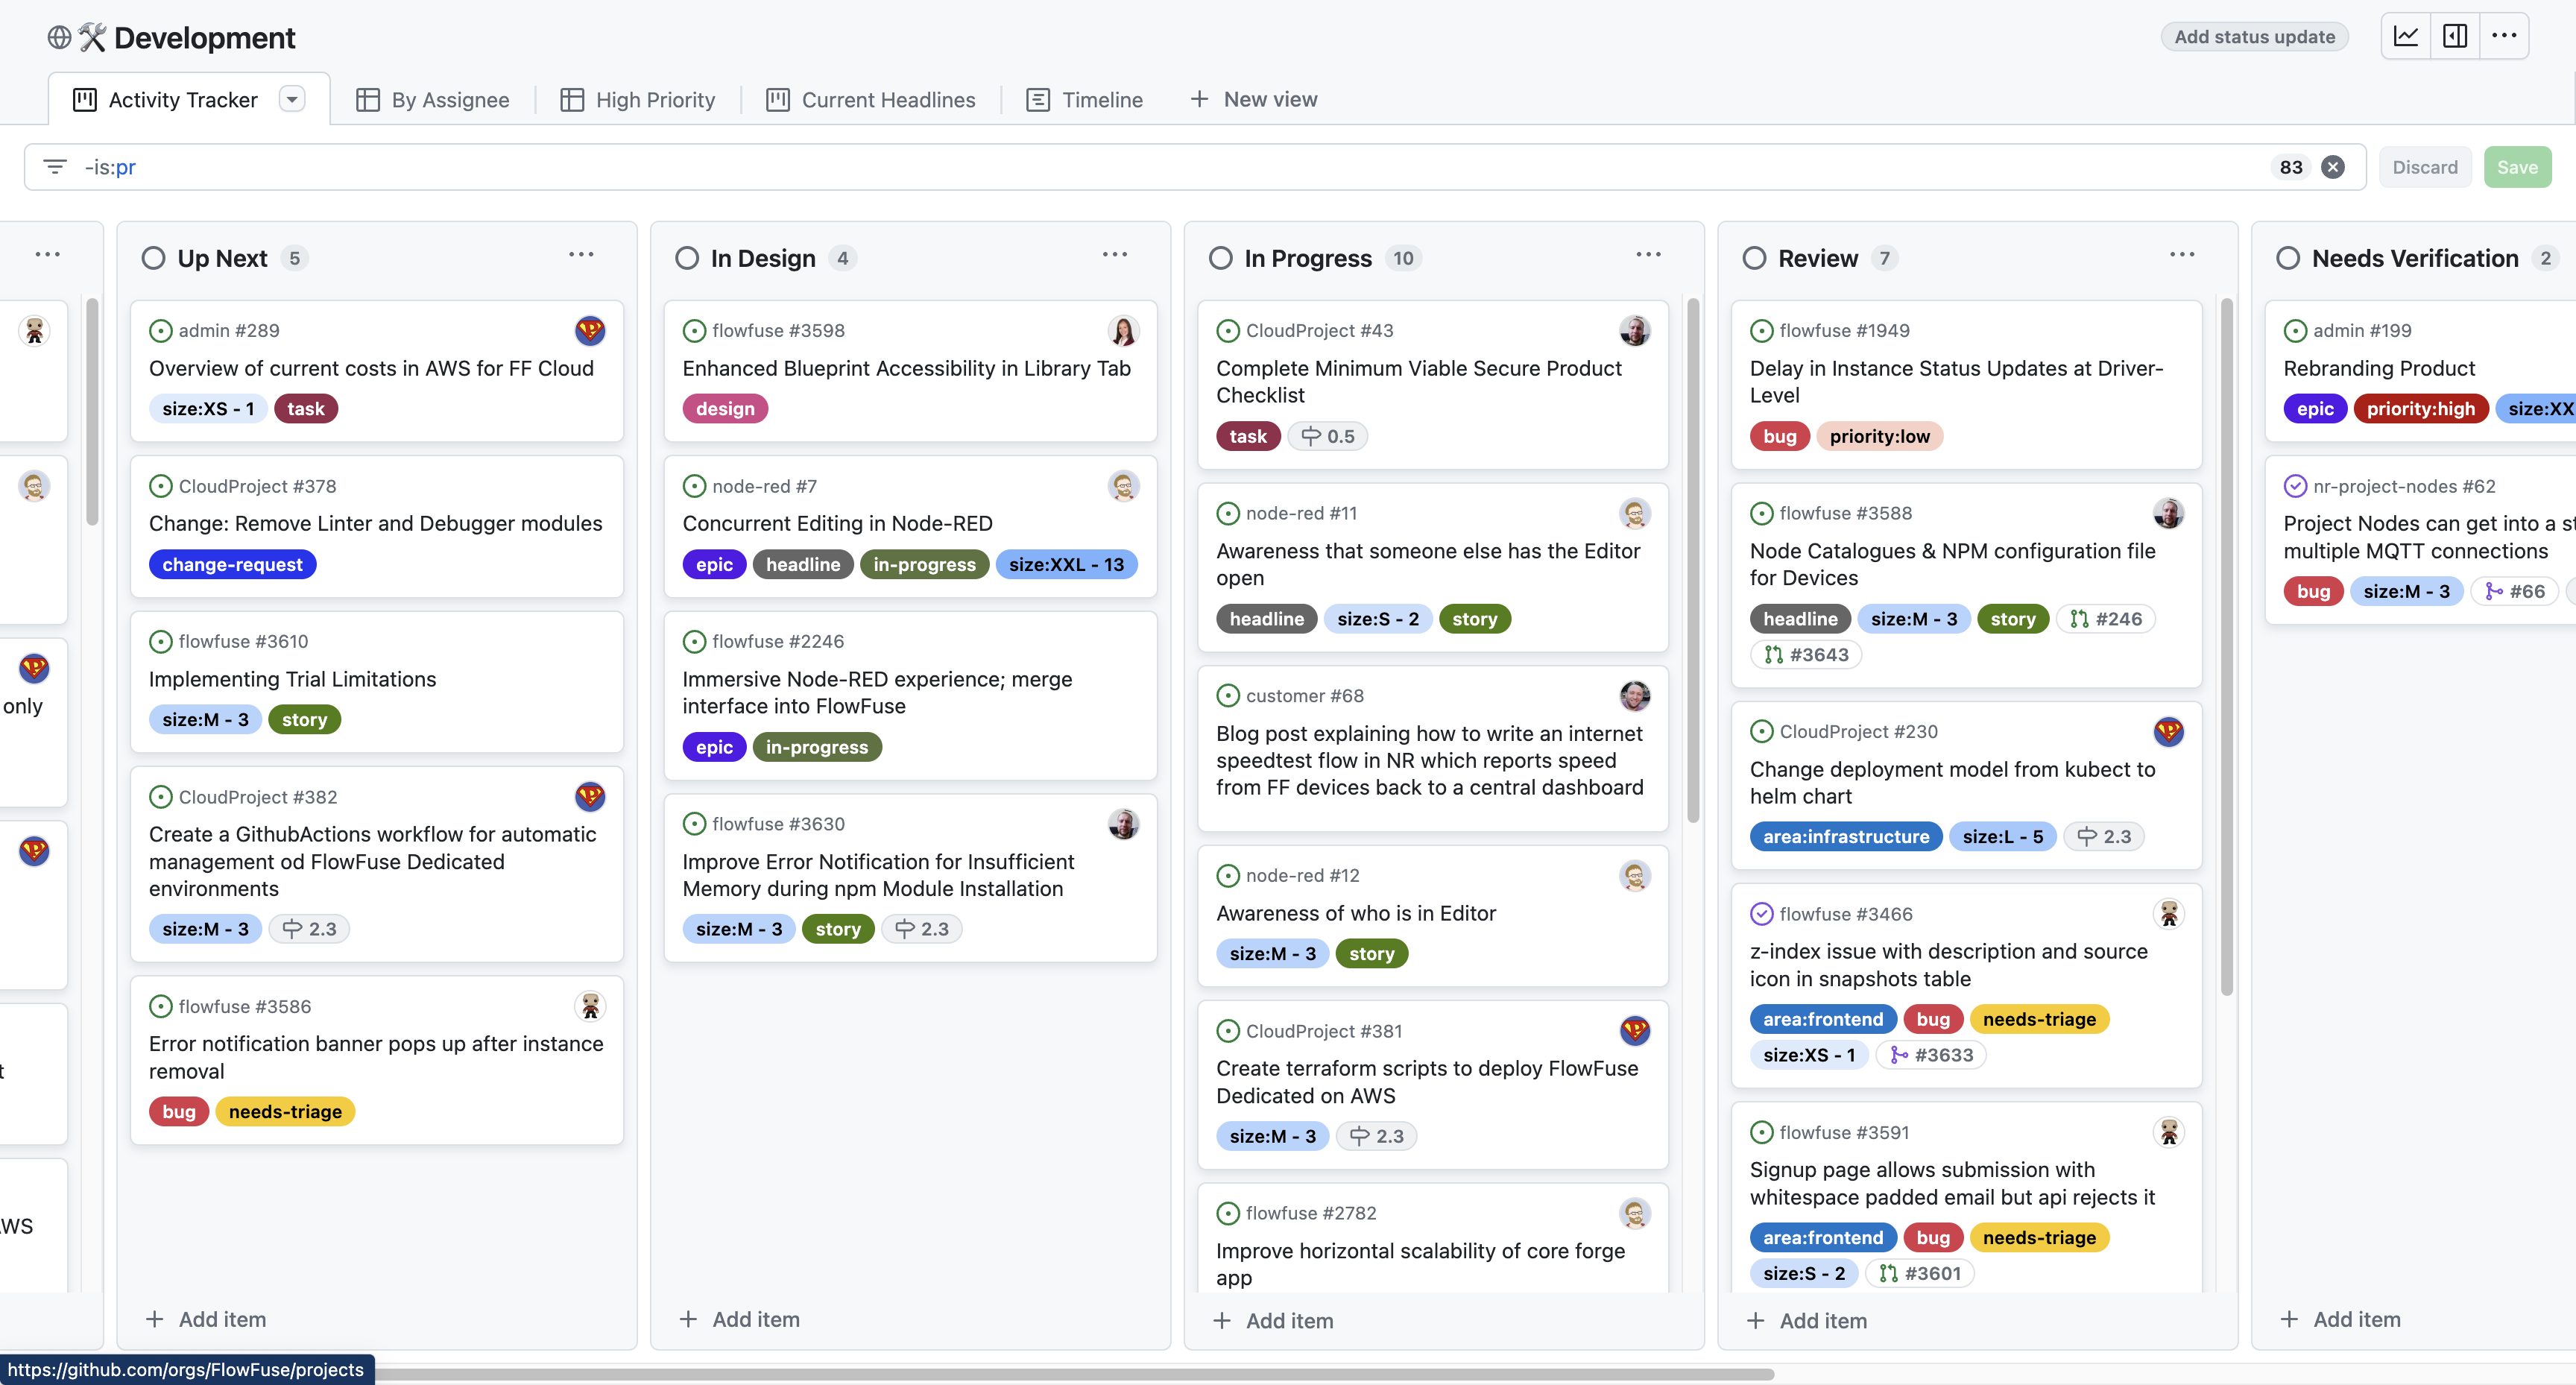 Development
Add status update
Activity Tracker
By Assignee
High Priority
Current Headlines
Timeline
New view
-is:pr
83
Discard
Save
only
t
WS
Up Next 5
admin #289
Overview of current costs in AWS for FF Cloud
size:XS - 1 task
CloudProject #378
Change: Remove Linter and Debugger modules
change-request
flowfuse #3610
Implementing Trial Limitations
size:M - 3 story
CloudProject #382
Create a GithubActions workflow for automatic
management od FlowFuse Dedicated
environments
size:M - 3 2.3
flowfuse #3586
Error notification banner pops up after instance
removal
bug needs-triage
Add item
In Design 4
flowfuse #3598
Enhanced Blueprint Accessibility in Library Tab
design
node-red #7
Concurrent Editing in Node-RED
epic headline in-progress size:XXL - 13
flowfuse #2246
Immersive Node-RED experience; merge
interface into FlowFuse
epic in-progress
flowfuse #3630
Improve Error Notification for Insufficient
Memory during npm Module Installation
size:M - 3 story 2.3
Add item
In Progress 10
CloudProject #43
Complete Minimum Viable Secure Product
Checklist
task 0.5
node-red #11
Awareness that someone else has the Editor
open
headline size:S - 2 story
customer #68
Blog post explaining how to write an internet
speedtest flow in NR which reports speed
from FF devices back to a central dashboard
node-red #12
Awareness of who is in Editor
size:M - 3 story
CloudProject #381
Create terraform scripts to deploy FlowFuse
Dedicated on AWS
size:M - 3 2.3
flowfuse #2782
Improve horizontal scalability of core forge
app
Add item
Review 7
flowfuse #1949
Delay in Instance Status Updates at Driver-
Level
bug priority:low
flowfuse #3588
Node Catalogues & NPM configuration file
for Devices
headline size:M - 3 story #246
#3643
CloudProject #230
Change deployment model from kubect to
helm chart
area:infrastructure size:L - 5 2.3
flowfuse #3466
z-index issue with description and source
icon in snapshots table
area:frontend bug needs-triage
size:XS - 1 #3633
flowfuse #3591
Signup page allows submission with
whitespace padded email but api rejects it
area:frontend bug needs-triage
size:S - 2 #3601
Add item
Needs Verification 2
admin #199
Rebranding Product
epic priority:high size:XX
nr-project-nodes #62
Project Nodes can get into a s
multiple MQTT connections
bug size:M - 3 #66
Add item
https://github.com/orgs/FlowFuse/projects